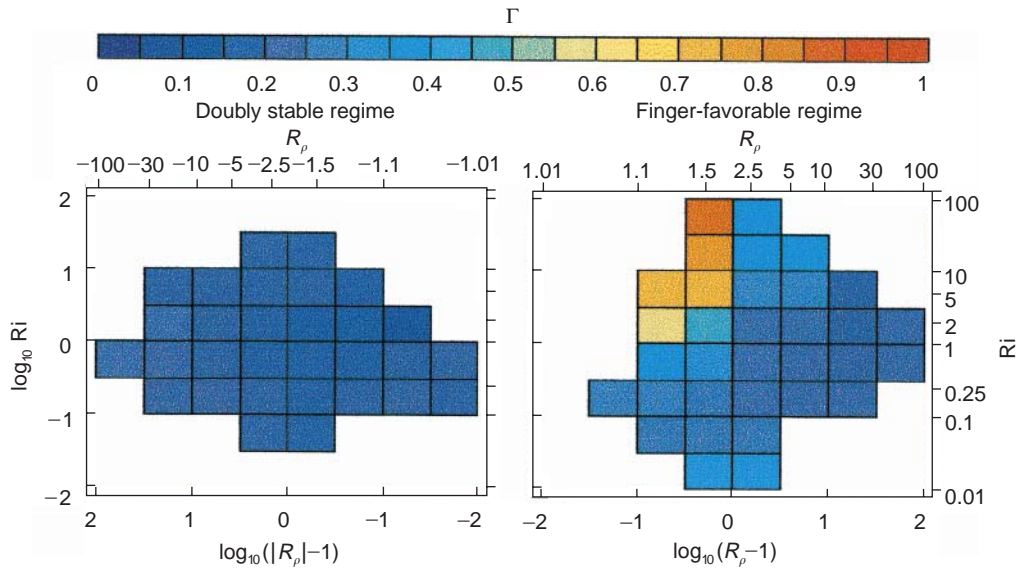 Γ
0 0.1 0.2 0.3 0.4 0.5 0.6 0.7 0.8 0.9 1
Doubly stable regime
Finger-favorable regime
Rρ
−100 −30 −10 −5 −2.5 −1.5 −1.1 −1.01
2
1
0
−1
−2
log10 Ri
2 1 0 −1 −2
log10(|Rρ|−1)
Rρ
1.01 1.1 1.5 2.5 5 10 30 100
100
10
5
2
1
0.25
0.1
0.01
Ri
−2 −1 0 1 2
log10(Rρ−1)